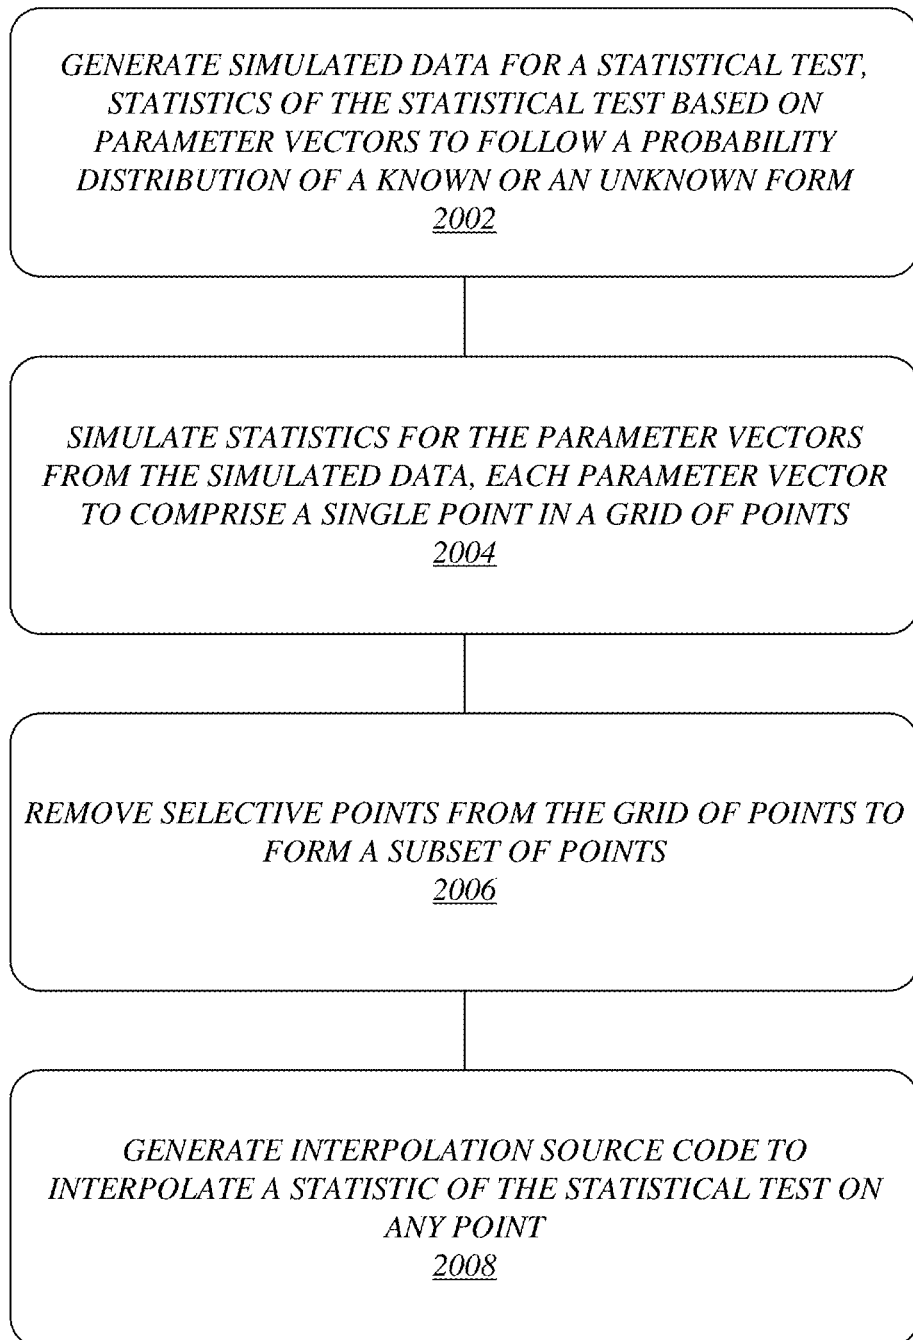 GENERATE SIMULATED DATA FOR A STATISTICAL TEST,
STATISTICS OF THE STATISTICAL TEST BASED ON
PARAMETER VECTORS TO FOLLOW A PROBABILITY
DISTRIBUTION OF A KNOWN OR AN UNKNOWN FORM
2002
SIMULATE STATISTICS FOR THE PARAMETER VECTORS
FROM THE SIMULATED DATA, EACH PARAMETER VECTOR
TO COMPRISE A SINGLE POINT IN A GRID OF POINTS
2004
REMOVE SELECTIVE POINTS FROM THE GRID OF POINTS TO
FORM A SUBSET OF POINTS
2006
GENERATE INTERPOLATION SOURCE CODE TO
INTERPOLATE A STATISTIC OF THE STATISTICAL TEST ON
ANY POINT
2008